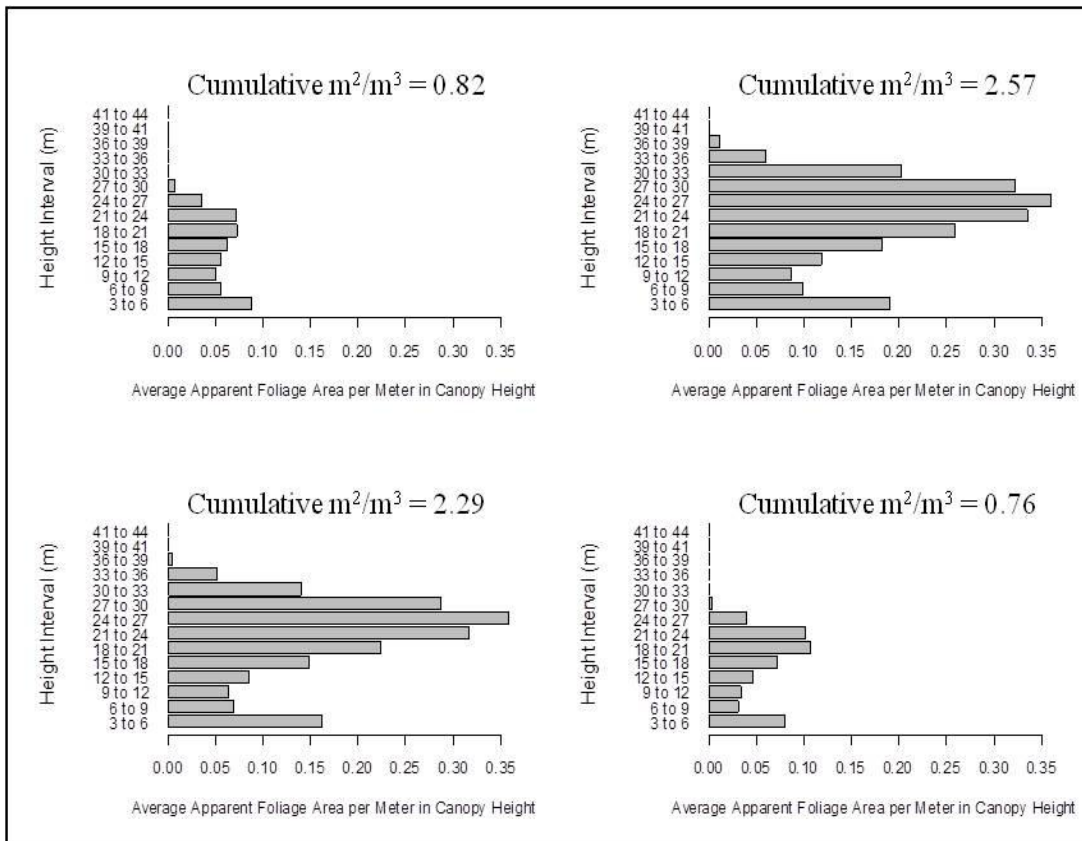 Cumulative m²/m³ = 0.82
Height Interval (m)
41 to 44
39 to 41
36 to 39
33 to 36
30 to 33
27 to 30
24 to 27
21 to 24
18 to 21
15 to 18
12 to 15
9 to 12
6 to 9
3 to 6
0.00 0.05 0.10 0.15 0.20 0.25 0.30 0.35
Average Apparent Foliage Area per Meter in Canopy Height
Cumulative m²/m³ = 2.57
Height Interval (m)
41 to 44
39 to 41
36 to 39
33 to 36
30 to 33
27 to 30
24 to 27
21 to 24
18 to 21
15 to 18
12 to 15
9 to 12
6 to 9
3 to 6
0.00 0.05 0.10 0.15 0.20 0.25 0.30 0.35
Average Apparent Foliage Area per Meter in Canopy Height
Cumulative m²/m³ = 2.29
Height Interval (m)
41 to 44
39 to 41
36 to 39
33 to 36
30 to 33
27 to 30
24 to 27
21 to 24
18 to 21
15 to 18
12 to 15
9 to 12
6 to 9
3 to 6
0.00 0.05 0.10 0.15 0.20 0.25 0.30 0.35
Average Apparent Foliage Area per Meter in Canopy Height
Cumulative m²/m³ = 0.76
Height Interval (m)
41 to 44
39 to 41
36 to 39
33 to 36
30 to 33
27 to 30
24 to 27
21 to 24
18 to 21
15 to 18
12 to 15
9 to 12
6 to 9
3 to 6
0.00 0.05 0.10 0.15 0.20 0.25 0.30 0.35
Average Apparent Foliage Area per Meter in Canopy Height